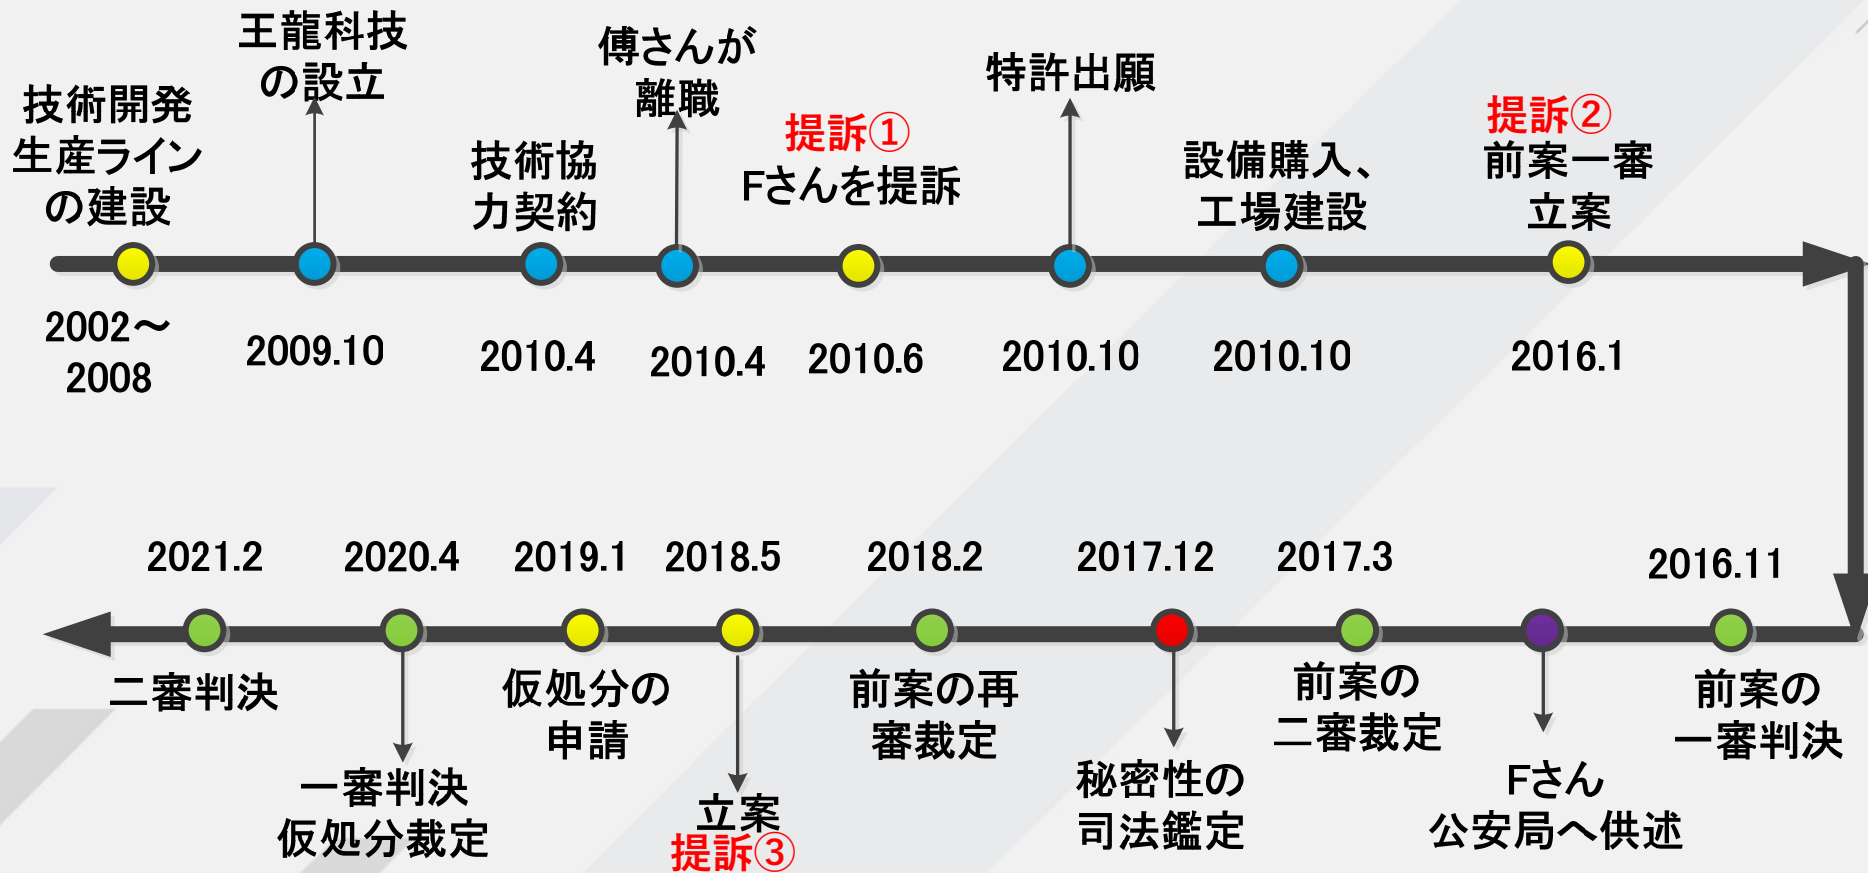 技術開発
生産ライン
の建設
2002～
2008
王龍科技
の設立
2009.10
技術協
力契約
2010.4
傅さんが
離職
2010.4
提訴①
Fさんを提訴
2010.6
特許出願
2010.10
設備購入、
工場建設
2010.10
提訴②
前案一審
立案
2016.1
2016.11
前案の
一審判決
Fさん
公安局へ供述
2017.3
前案の
二審裁定
2017.12
秘密性の
司法鑑定
2018.2
前案の再
審裁定
2018.5
立案
提訴③
2019.1
仮処分の
申請
2020.4
一審判決
仮処分裁定
2021.2
二審判決